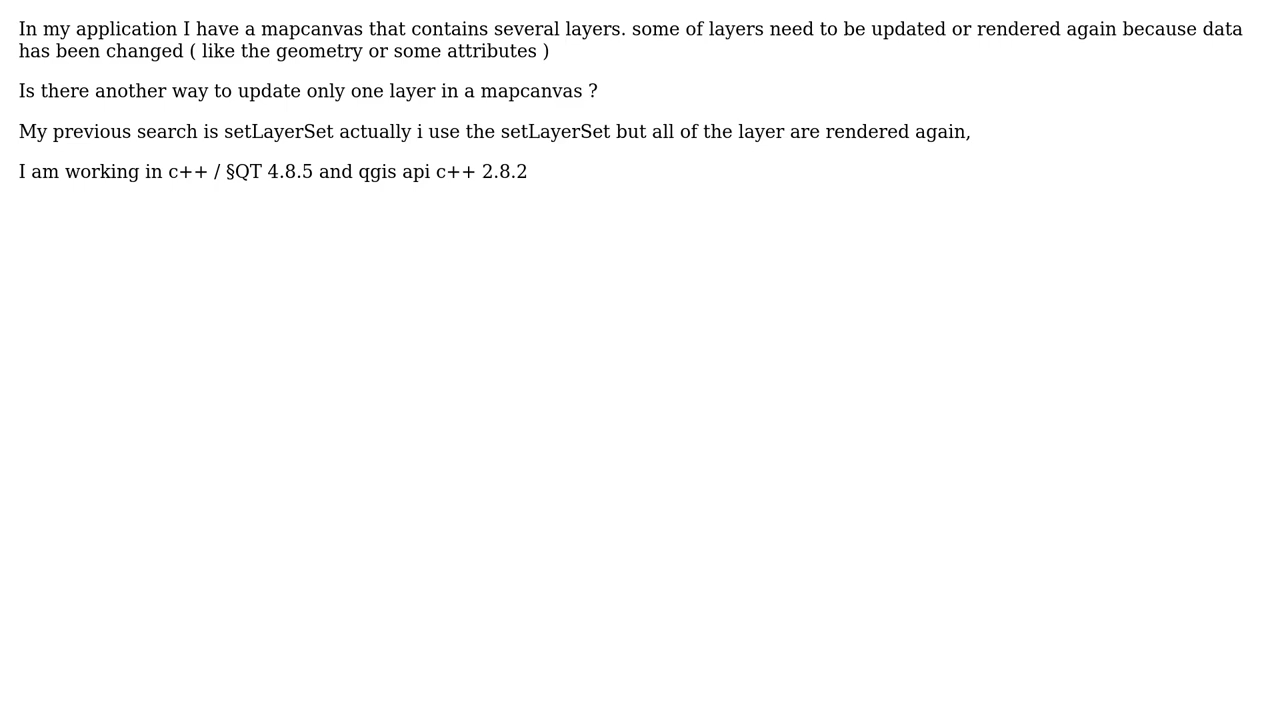 In my application I have a mapcanvas that contains several layers. some of layers need to be updated or rendered again because data
has been changed ( like the geometry or some attributes )
Is there another way to update only one layer in a mapcanvas ?
My previous search is setLayerSet actually i use the setLayerSet but all of the layer are rendered again,
I am working in c++ / §QT 4.8.5 and qgis api c++ 2.8.2